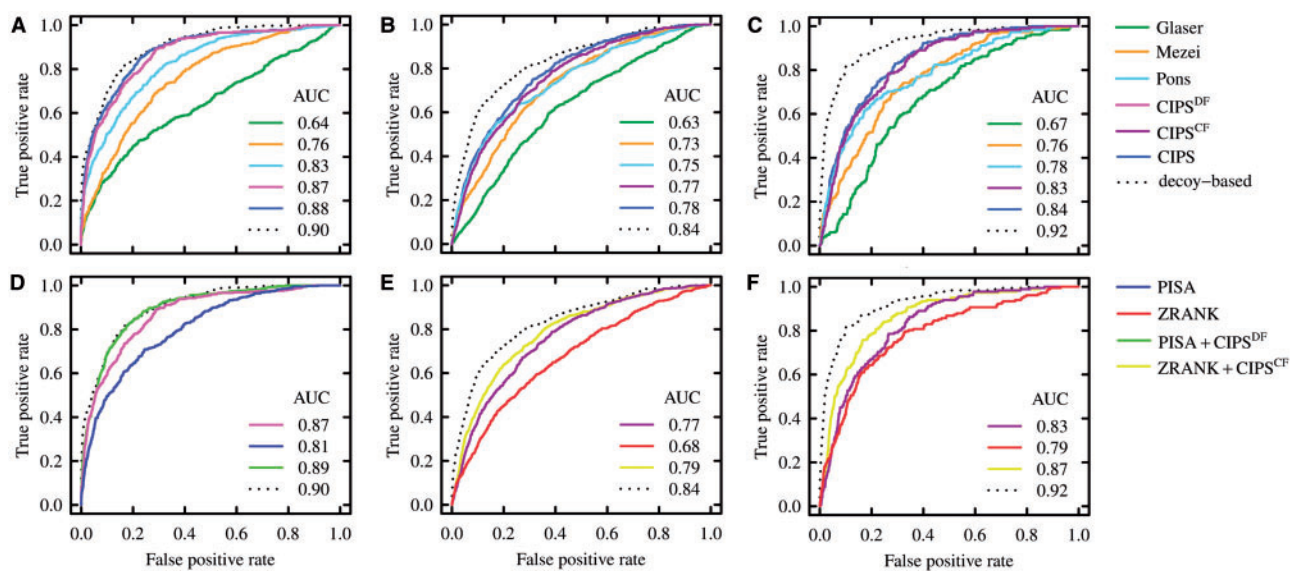 A
True positive rate
1.0
0.8
0.6
0.4
0.2
0.0
AUC
0.64
0.76
0.83
0.87
0.88
0.90
B
True positive rate
1.0
0.8
0.6
0.4
0.2
0.0
AUC
0.63
0.73
0.75
0.77
0.78
0.84
C
True positive rate
1.0
0.8
0.6
0.4
0.2
0.0
AUC
0.67
0.76
0.78
0.83
0.84
0.92
Glaser
Mezei
Pons
CIPS^DF
CIPS^CF
CIPS
decoy-based
D
True positive rate
1.0
0.8
0.6
0.4
0.2
0.0
AUC
0.87
0.81
0.89
0.90
0.0 0.2 0.4 0.6 0.8 1.0
False positive rate
E
True positive rate
1.0
0.8
0.6
0.4
0.2
0.0
AUC
0.77
0.68
0.79
0.84
0.0 0.2 0.4 0.6 0.8 1.0
False positive rate
F
True positive rate
1.0
0.8
0.6
0.4
0.2
0.0
AUC
0.83
0.79
0.87
0.92
0.0 0.2 0.4 0.6 0.8 1.0
False positive rate
PISA
ZRANK
PISA + CIPS^DF
ZRANK + CIPS^CF